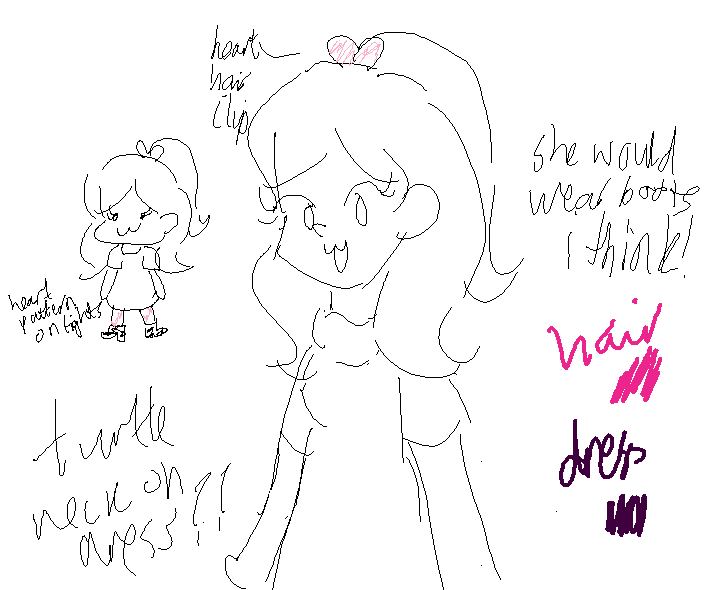 heart
hair
clip
she would
wear boots
I think!
heart
pattern
on tights
hair
dress
turtle
neck on
dress??